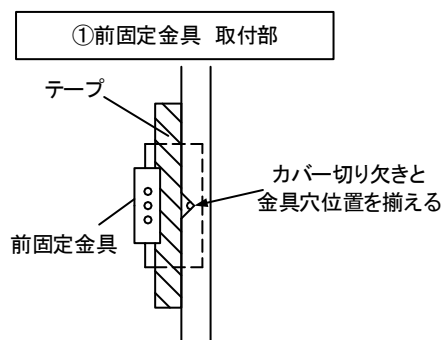 ①前固定金具 取付部
テープ
カバー切り欠きと
金具穴位置を揃える
前固定金具